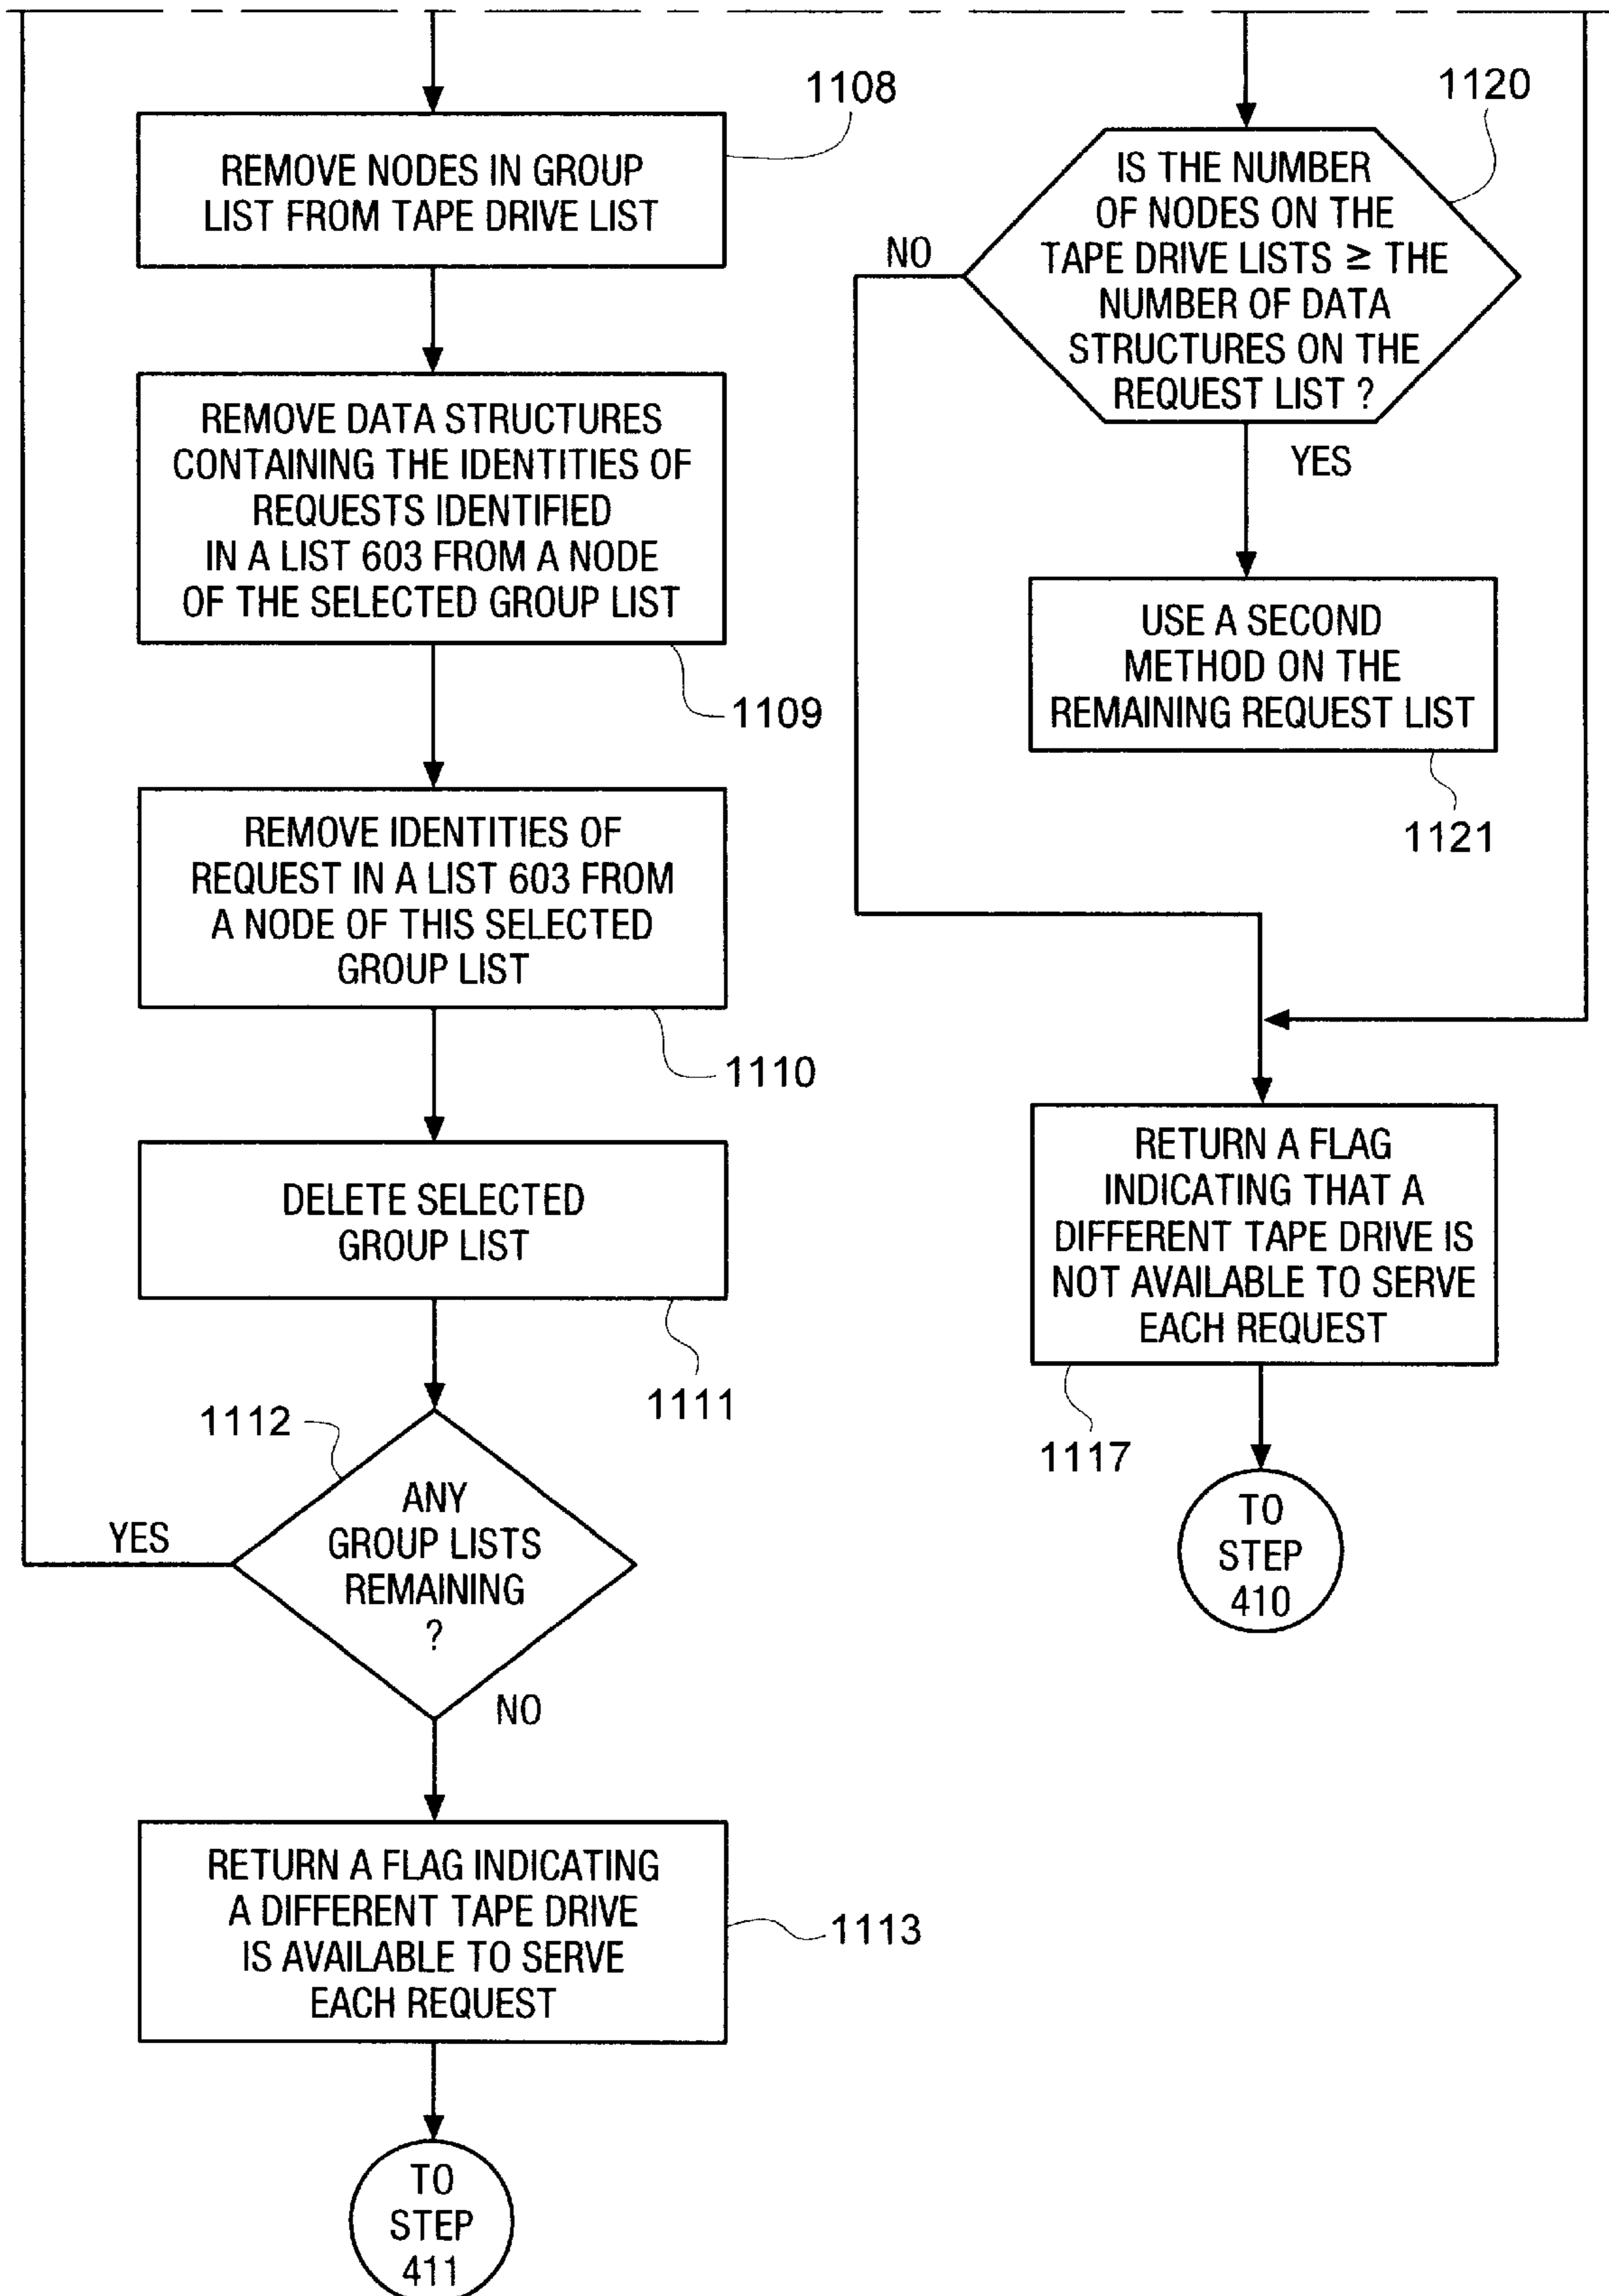 1108
REMOVE NODES IN GROUP
LIST FROM TAPE DRIVE LIST
REMOVE DATA STRUCTURES
CONTAINING THE IDENTITIES OF
REQUESTS IDENTIFIED
IN A LIST 603 FROM A NODE
OF THE SELECTED GROUP LIST
1109
REMOVE IDENTITIES OF
REQUEST IN A LIST 603 FROM
A NODE OF THIS SELECTED
GROUP LIST
1110
DELETE SELECTED
GROUP LIST
1111
1112
ANY
GROUP LISTS
REMAINING
?
YES
NO
RETURN A FLAG INDICATING
A DIFFERENT TAPE DRIVE
IS AVAILABLE TO SERVE
EACH REQUEST
1113
TO
STEP
411
1120
IS THE NUMBER
OF NODES ON THE
TAPE DRIVE LISTS ≥ THE
NUMBER OF DATA
STRUCTURES ON THE
REQUEST LIST ?
NO
YES
USE A SECOND
METHOD ON THE
REMAINING REQUEST LIST
1121
RETURN A FLAG
INDICATING THAT A
DIFFERENT TAPE DRIVE IS
NOT AVAILABLE TO SERVE
EACH REQUEST
1117
TO
STEP
410